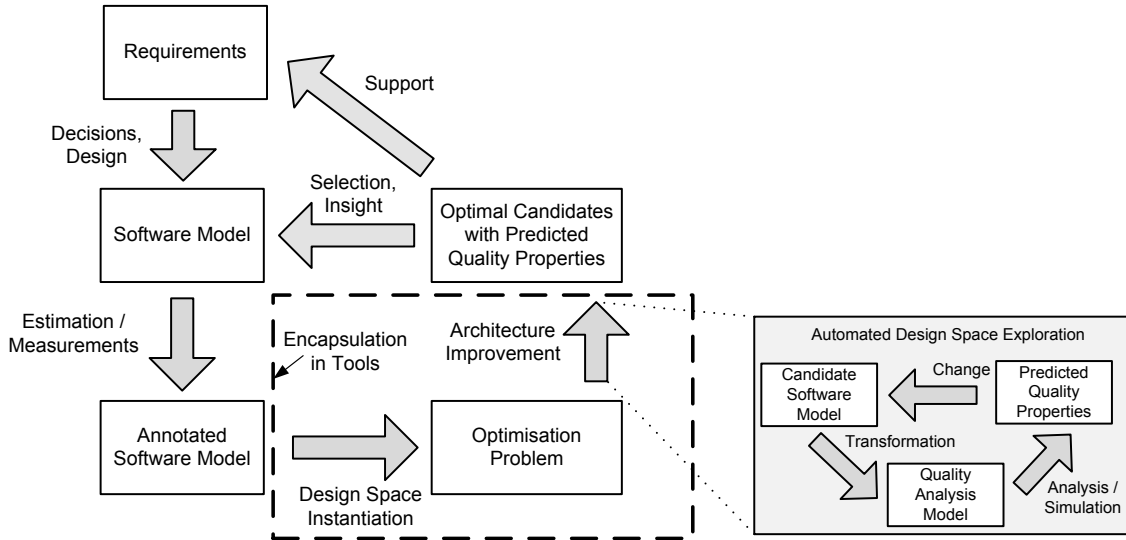 Requirements
Support
Decisions,
Design
Selection,
Insight
Software Model
Optimal Candidates
with Predicted
Quality Properties
Estimation /
Measurements
Encapsulation
in Tools
Architecture
Improvement
Annotated
Software Model
Optimisation
Problem
Design Space
Instantiation
Automated Design Space Exploration
Candidate
Software
Model
Change
Predicted
Quality
Properties
Transformation
Quality
Analysis
Model
Analysis /
Simulation